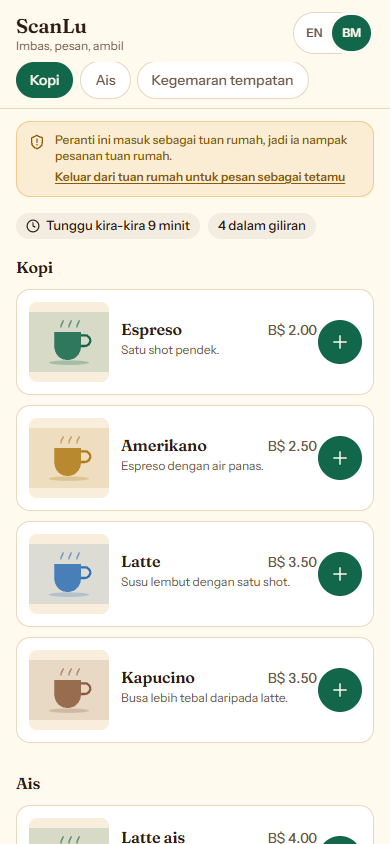 ScanLu
Imbas, pesan, ambil
EN
BM
Kopi
Ais
Kegemaran tempatan
Peranti ini masuk sebagai tuan rumah, jadi ia nampak
pesanan tuan rumah.
Keluar dari tuan rumah untuk pesan sebagai tetamu
Tunggu kira-kira 9 minit
4 dalam giliran
Kopi
Espreso
B$ 2.00
Satu shot pendek.
Amerikano
B$ 2.50
Espreso dengan air panas.
Latte
B$ 3.50
Susu lembut dengan satu shot.
Kapucino
B$ 3.50
Busa lebih tebal daripada latte.
Ais
Latte ais
B$ 4.00